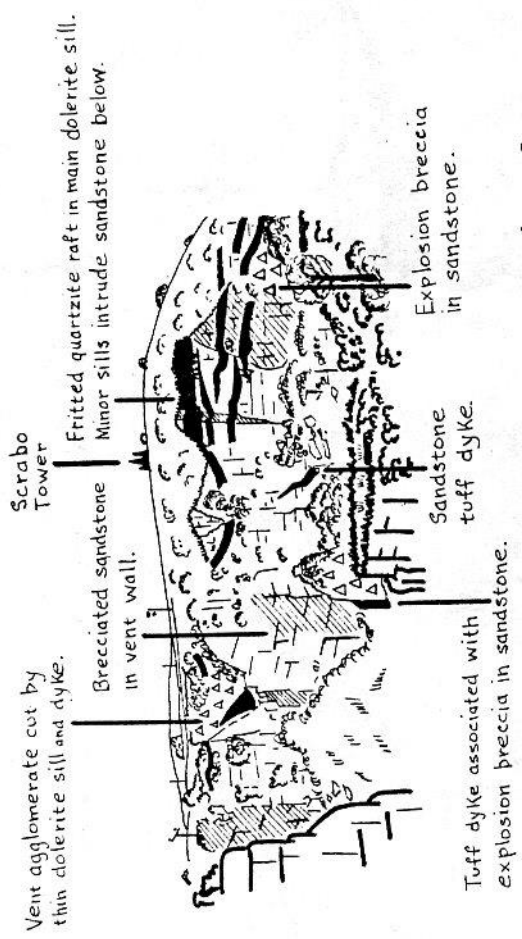 Vent agglomerate cut by
thin dolerite sill and dyke.
Brecciated sandstone
in vent wall.
Scrabo
Tower
Fritted quartzite raft in main dolerite sill.
Minor sills intrude sandstone below.
Tuff dyke associated with
explosion breccia in sandstone.
Sandstone
tuff dyke.
Explosion breccia
in sandstone.